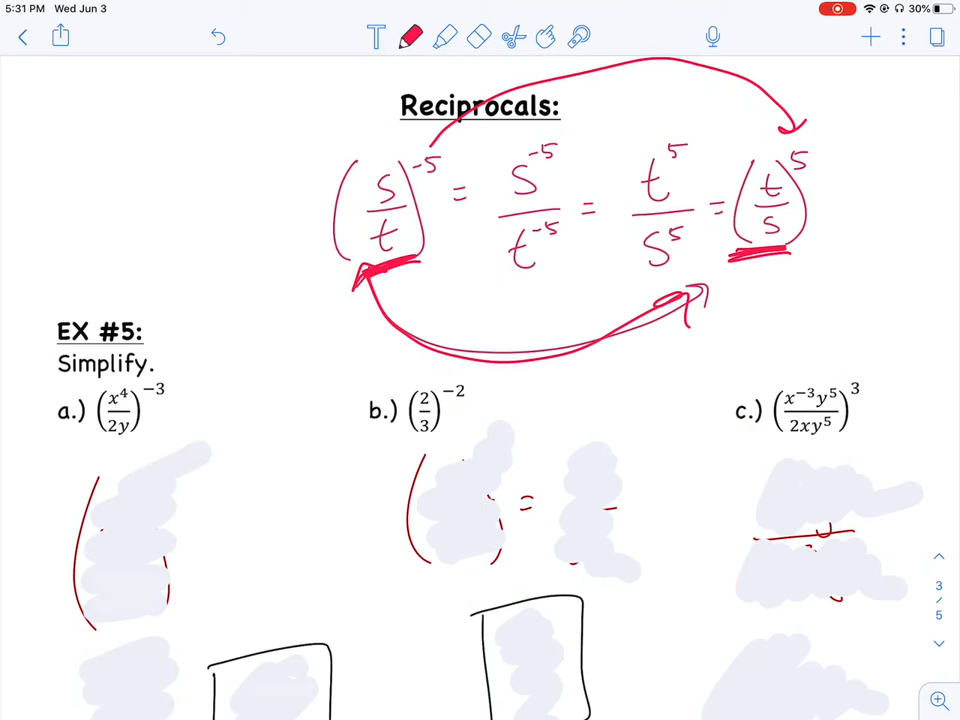 5:31 PM Wed Jun 3
30%
T
Reciprocals:
(s/t)^-5 = s^-5/t^-5 = t^5/s^5 = (t/s)^5
EX #5:
Simplify.
a.) (x⁴/2y)^−3 b.) (2/3)^−2 c.) (x^−3y^5/2xy^5)^3
( ( ) =
3
/
5